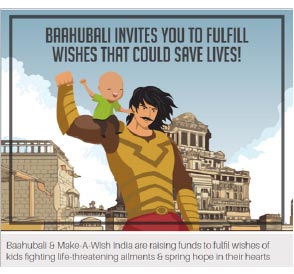 BAAHUBALI INVITES YOU TO FULFILL
WISHES THAT COULD SAVE LIVES!
Baahubali & Make-A-Wish India are raising funds to fulfil wishes of
kids fighting life-threatening ailments & spring hope in their hearts